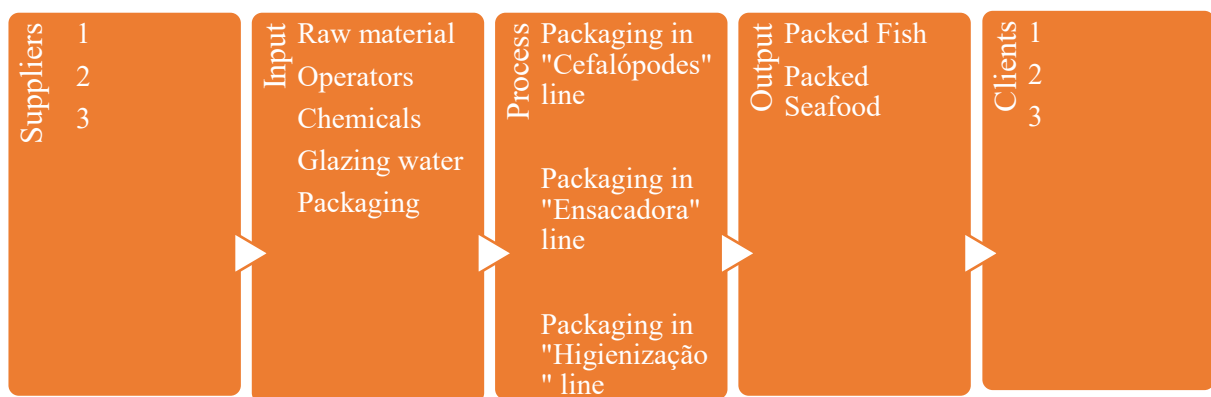 Suppliers
1
2
3
Input
Raw material
Operators
Chemicals
Glazing water
Packaging
Process
Packaging in
"Cefalópodes"
line
Packaging in
"Ensacadora"
line
Packaging in
"Higienização
" line
Output
Packed Fish
Packed
Seafood
Clients
1
2
3